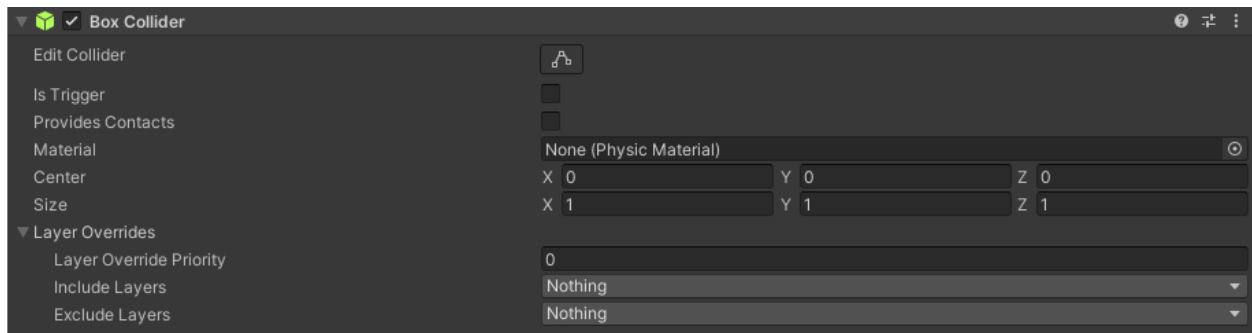 Box Collider
Edit Collider
Is Trigger
Provides Contacts
Material None (Physic Material)
Center X 0 Y 0 Z 0
Size X 1 Y 1 Z 1
Layer Overrides
Layer Override Priority 0
Include Layers Nothing
Exclude Layers Nothing